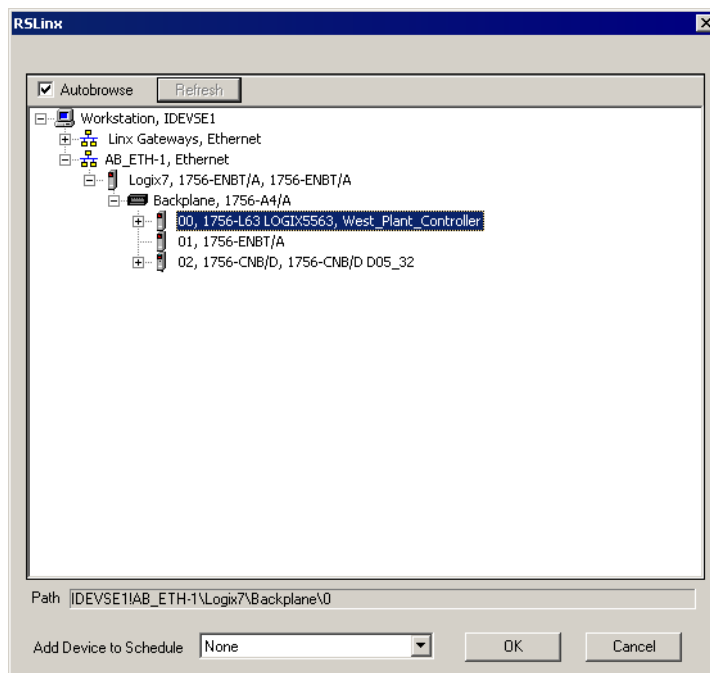 RSLinx
Autobrowse Refresh
Workstation, IDEVSE1
Linx Gateways, Ethernet
AB_ETH-1, Ethernet
Logix7, 1756-ENBT/A, 1756-ENBT/A
Backplane, 1756-A4/A
00, 1756-L63 LOGIX5563, West_Plant_Controller
01, 1756-ENBT/A
02, 1756-CNB/D, 1756-CNB/D D05_32
Path IDEVSE1!AB_ETH-1\Logix7\Backplane\0
Add Device to Schedule None OK Cancel